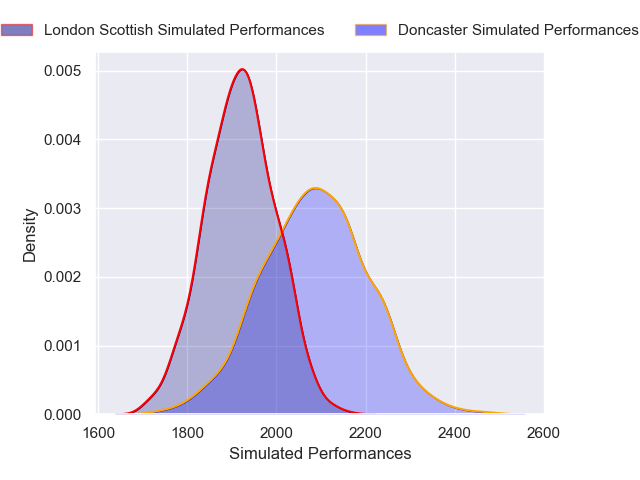 London Scottish Simulated Performances Doncaster Simulated Performances
0.005
0.004
0.003
0.002
0.001
0.000
Density
1600 1800 2000 2200 2400 2600
Simulated Performances